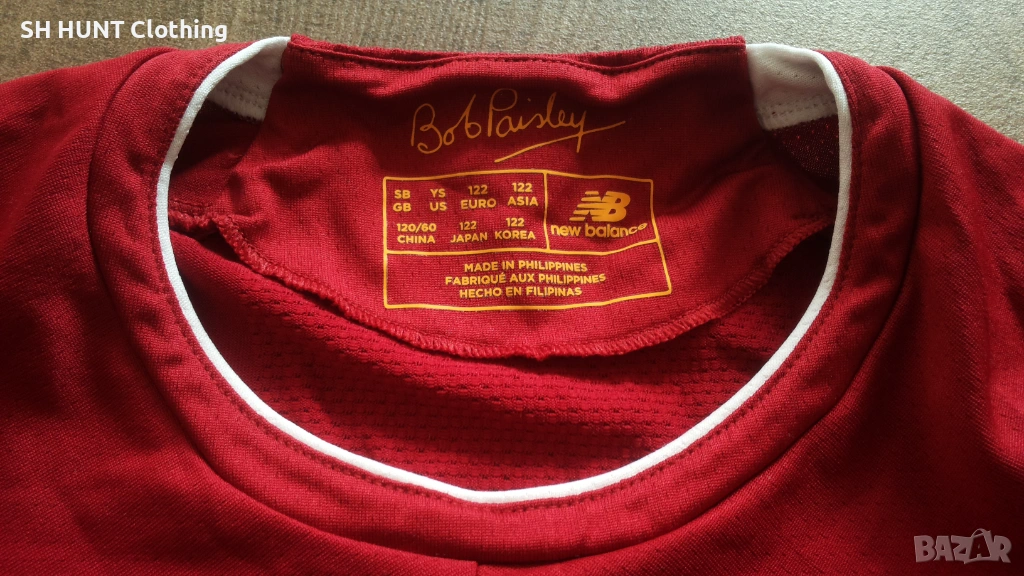 SH HUNT Clothing
Bob Paisley
SB YS 122 122
GB US EURO ASIA
120/60 122 122
CHINA JAPAN KOREA
NB
new balance
MADE IN PHILIPPINES
FABRIQUÉ AUX PHILIPPINES
HECHO EN FILIPINAS
BAZAR